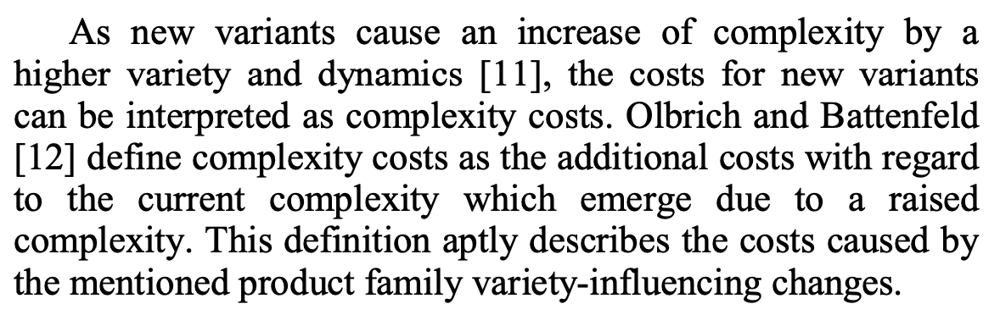 As new variants cause an increase of complexity by a
higher variety and dynamics [11], the costs for new variants
can be interpreted as complexity costs. Olbrich and Battenfeld
[12] define complexity costs as the additional costs with regard
to the current complexity which emerge due to a raised
complexity. This definition aptly describes the costs caused by
the mentioned product family variety-influencing changes.